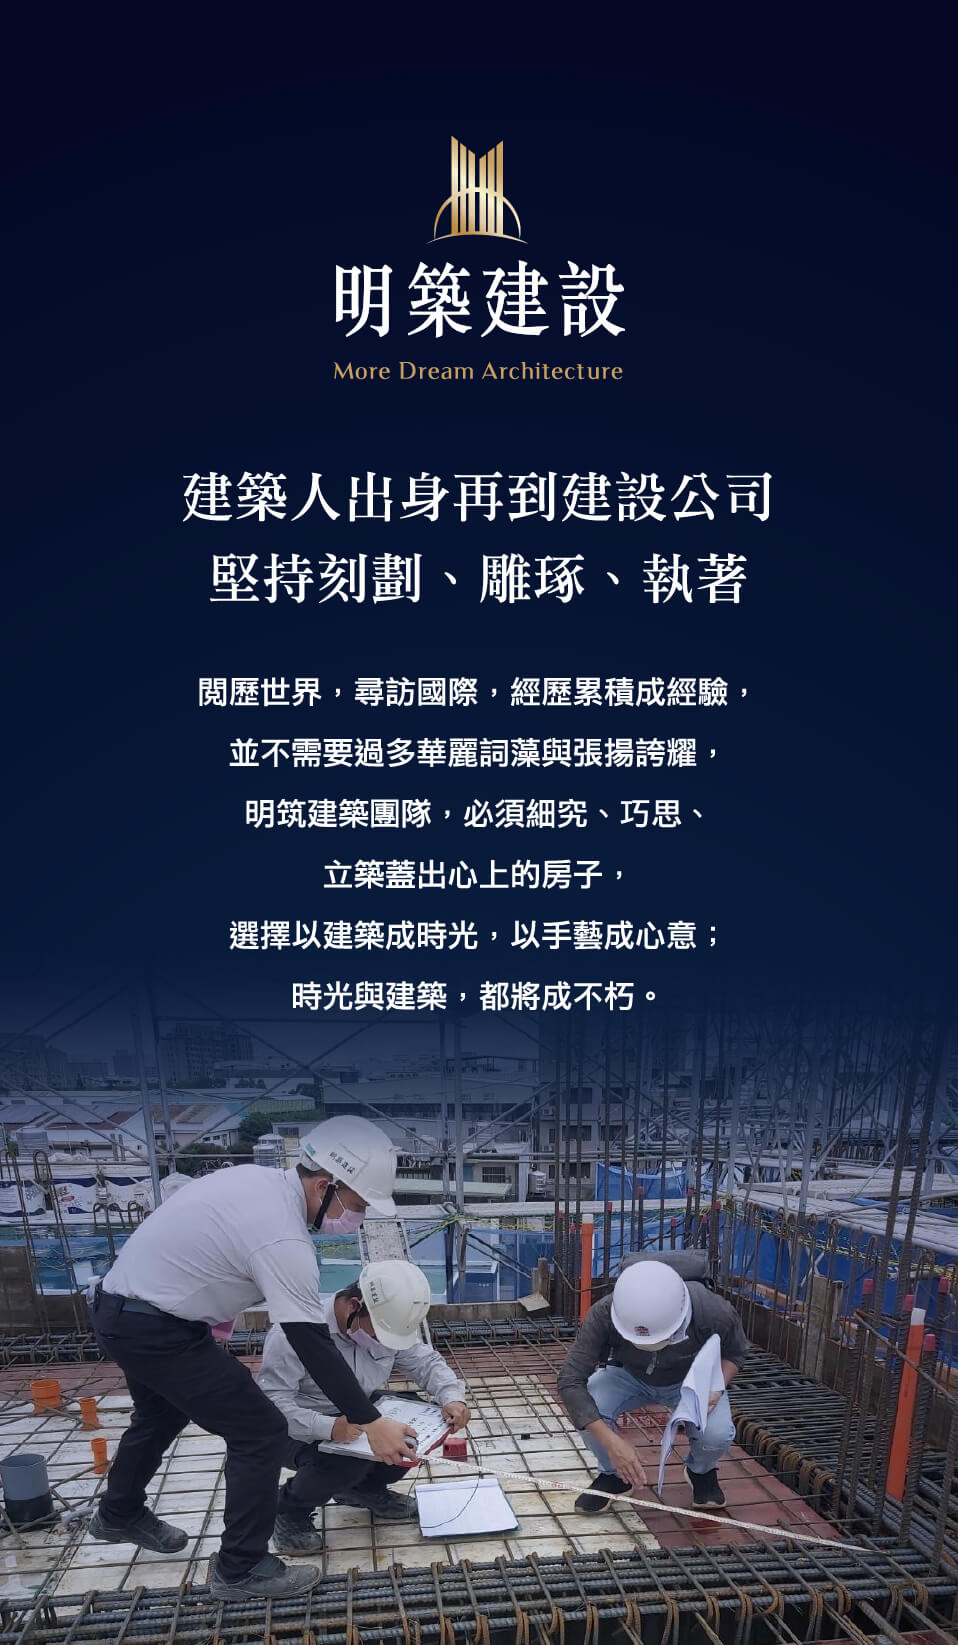 明築建設
More Dream Architecture
建築人出身再到建設公司
堅持刻劃、雕琢、執著
閱歷世界，尋訪國際，經歷累積成經驗，
並不需要過多華麗詞藻與張揚誇耀，
明筑建築團隊，必須細究、巧思、
立築蓋出心上的房子，
選擇以建築成時光，以手藝成心意；
時光與建築，都將成不朽。